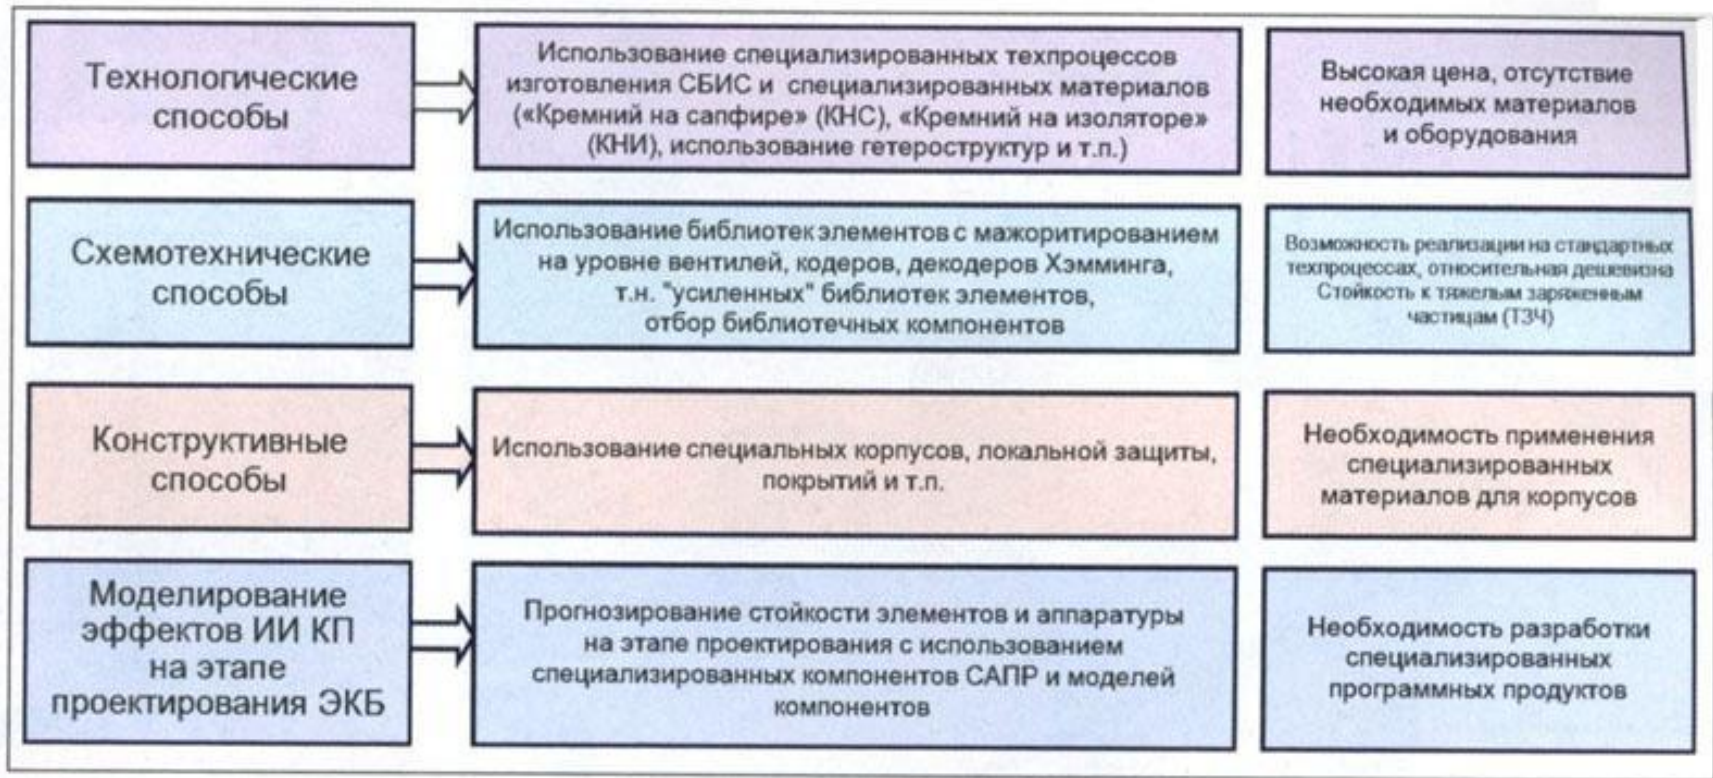 Технологические
способы
Использование специализированных техпроцессов
изготовления СБИС и специализированных материалов
(«Кремний на сапфире» (КНС), «Кремний на изоляторе»
(КНИ), использование гетероструктур и т.п.)
Высокая цена, отсутствие
необходимых материалов
и оборудования
Схемотехнические
способы
Использование библиотек элементов с мажоритированием
на уровне вентилей, кодеров, декодеров Хэмминга,
т.н. "усиленных" библиотек элементов,
отбор библиотечных компонентов
Возможность реализации на стандартных
техпроцессах, относительная дешевизна
Стойкость к тяжелым заряженным
частицам (ТЗЧ)
Конструктивные
способы
Использование специальных корпусов, локальной защиты,
покрытий и т.п.
Необходимость применения
специализированных
материалов для корпусов
Моделирование
эффектов ИИ КП
на этапе
проектирования ЭКБ
Прогнозирование стойкости элементов и аппаратуры
на этапе проектирования с использованием
специализированных компонентов САПР и моделей
компонентов
Необходимость разработки
специализированных
программных продуктов